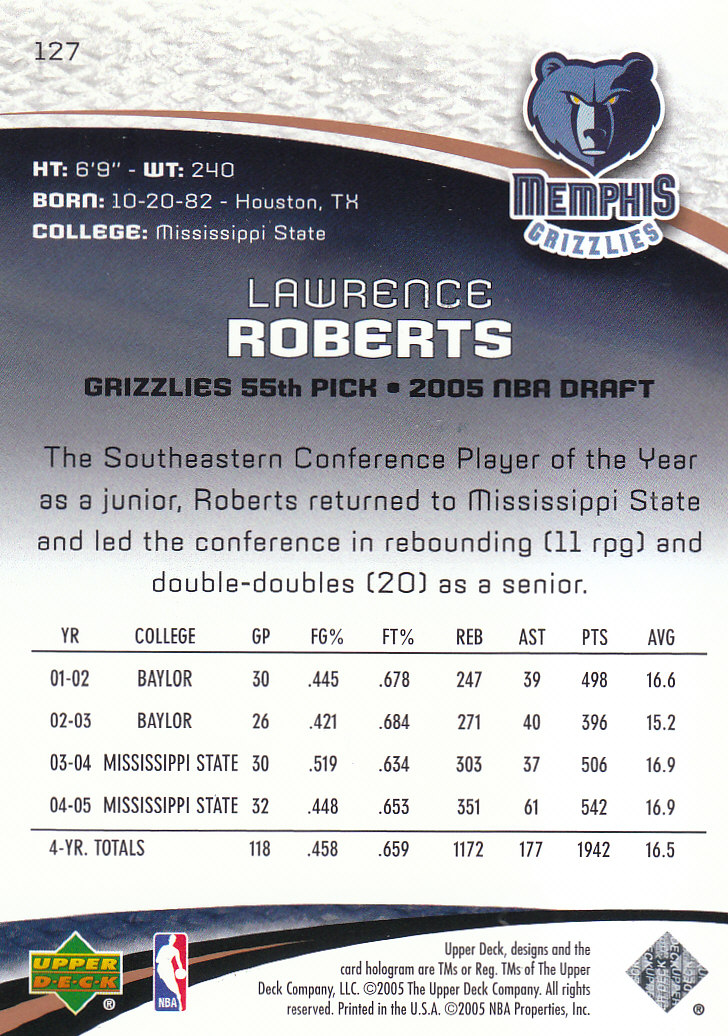 127
MEMPHIS
GRIZZLIES
HT: 6'9" - WT: 240
BORN: 10-20-82 - Houston, TX
COLLEGE: Mississippi State
LAWRENCE
ROBERTS
GRIZZLIES 55th PICK • 2005 NBA DRAFT
The Southeastern Conference Player of the Year
as a junior, Roberts returned to Mississippi State
and led the conference in rebounding (11 rpg) and
double-doubles (20) as a senior.
YR COLLEGE GP FG% FT% REB AST PTS AVG
01-02 BAYLOR 30 .445 .678 247 39 498 16.6
02-03 BAYLOR 26 .421 .684 271 40 396 15.2
03-04 MISSISSIPPI STATE 30 .519 .634 303 37 506 16.9
04-05 MISSISSIPPI STATE 32 .448 .653 351 61 542 16.9
4-YR. TOTALS 118 .458 .659 1172 177 1942 16.5
UPPER
D·E·C·K
®
NBA
Upper Deck, designs and the
card hologram are TMs or Reg. TMs of The Upper
Deck Company, LLC. ©2005 The Upper Deck Company. All rights
reserved. Printed in the U.S.A. ©2005 NBA Properties, Inc.
®